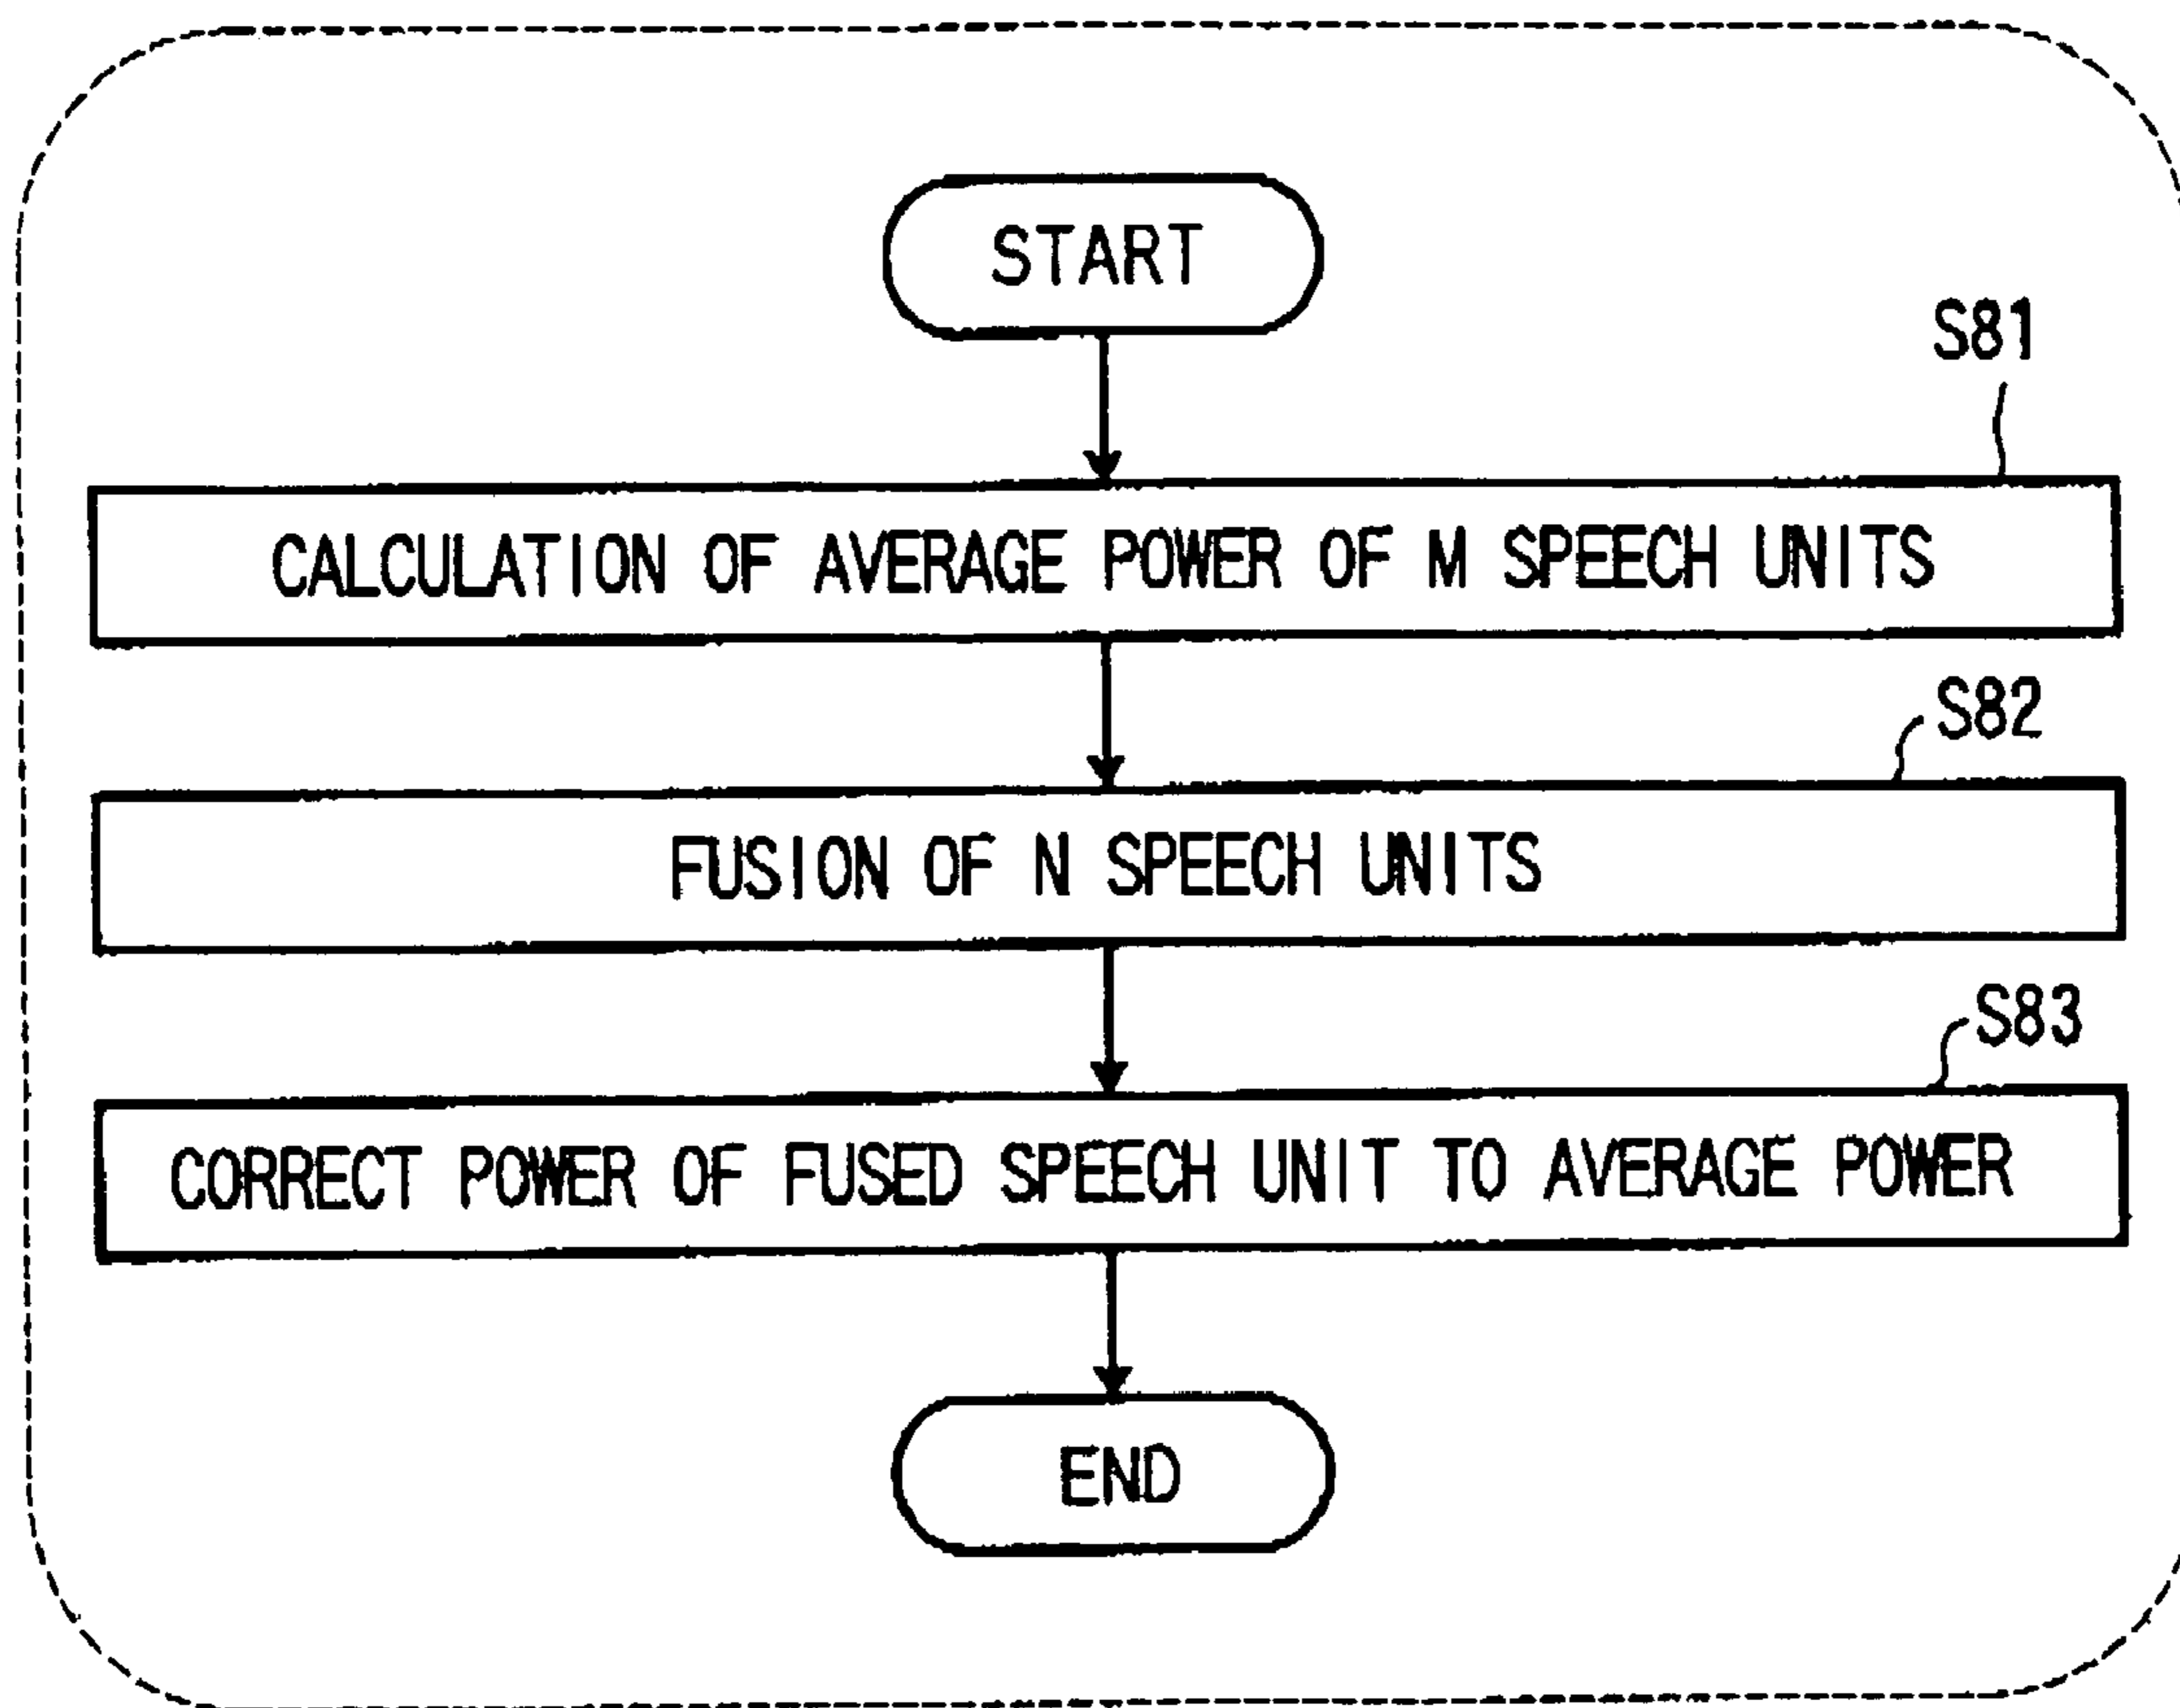 START
S81
CALCULATION OF AVERAGE POWER OF M SPEECH UNITS
S82
FUSION OF N SPEECH UNITS
S83
CORRECT POWER OF FUSED SPEECH UNIT TO AVERAGE POWER
END